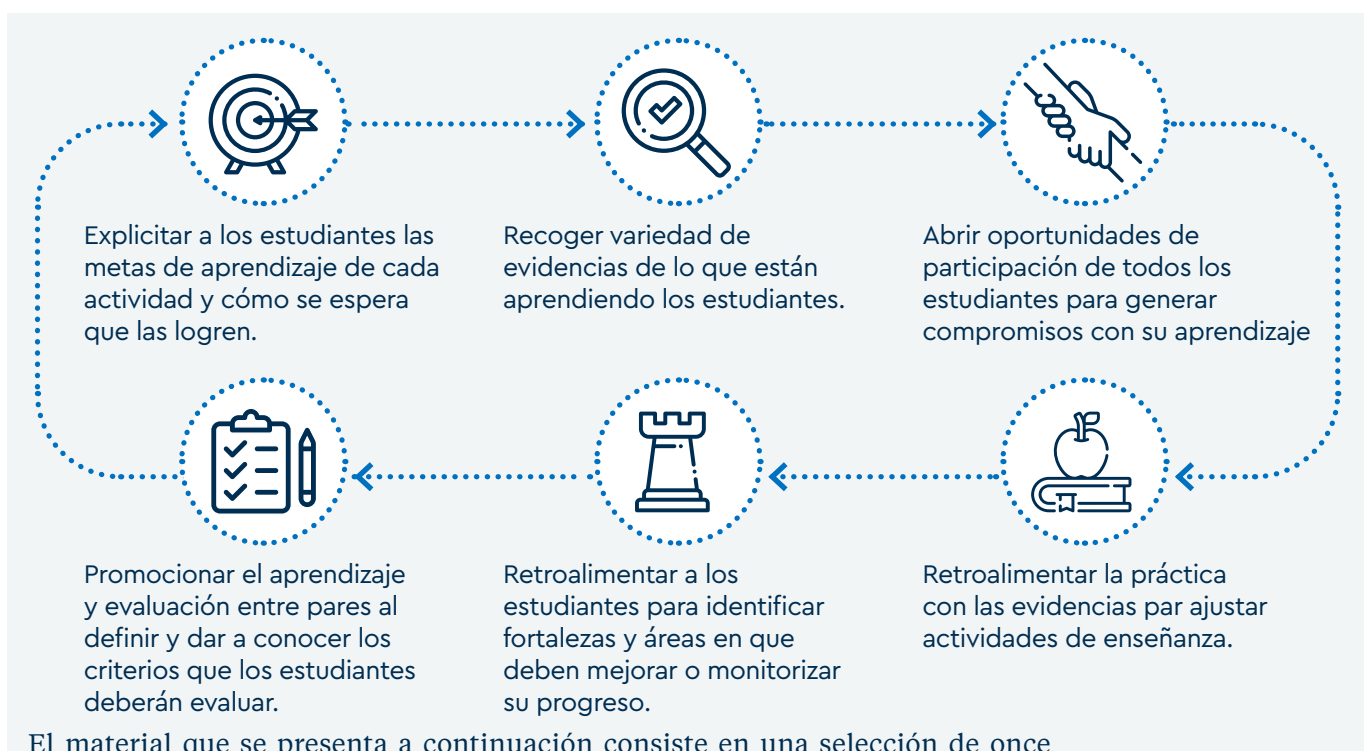 Explicitar a los estudiantes las
metas de aprendizaje de cada
actividad y cómo se espera
que las logren.
Recoger variedad de
evidencias de lo que están
aprendiendo los estudiantes.
Abrir oportunidades de
participación de todos los
estudiantes para generar
compromisos con su aprendizaje
Promocionar el aprendizaje
y evaluación entre pares al
definir y dar a conocer los
criterios que los estudiantes
deberán evaluar.
Retroalimentar a los
estudiantes para identificar
fortalezas y áreas en que
deben mejorar o monitorizar
su progreso.
Retroalimentar la práctica
con las evidencias par ajustar
actividades de enseñanza.
El material que se presenta a continuación consiste en una selección de once